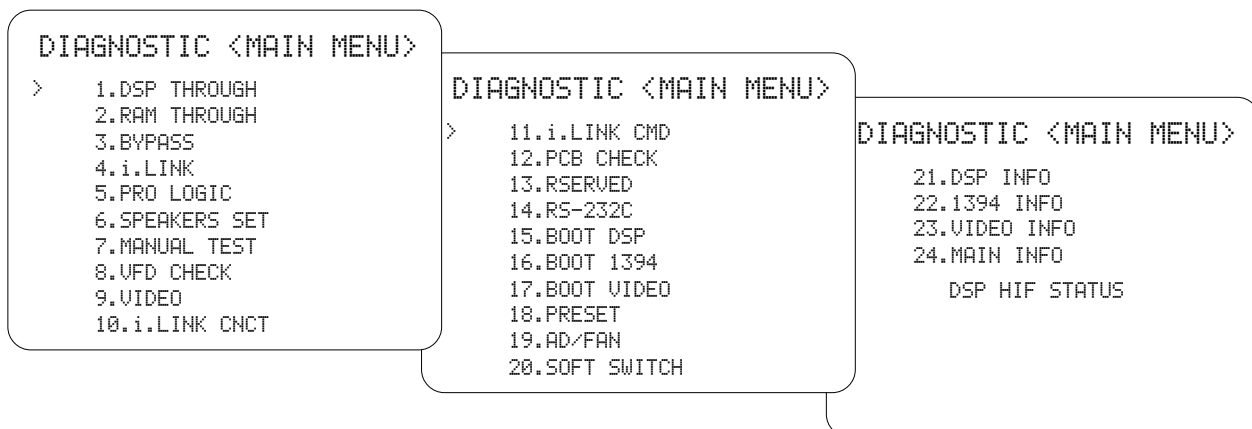 DIAGNOSTIC <MAIN MENU>
> 1.DSP THROUGH
2.RAM THROUGH
3.BYPASS
4.i.LINK
5.PRO LOGIC
6.SPEAKERS SET
7.MANUAL TEST
8.VFD CHECK
9.VIDEO
10.i.LINK CNCT
DIAGNOSTIC <MAIN MENU>
> 11.i.LINK CMD
12.PCB CHECK
13.RSERVED
14.RS-232C
15.BOOT DSP
16.BOOT 1394
17.BOOT VIDEO
18.PRESET
19.AD/FAN
20.SOFT SWITCH
DIAGNOSTIC <MAIN MENU>
21.DSP INFO
22.1394 INFO
23.VIDEO INFO
24.MAIN INFO
DSP HIF STATUS